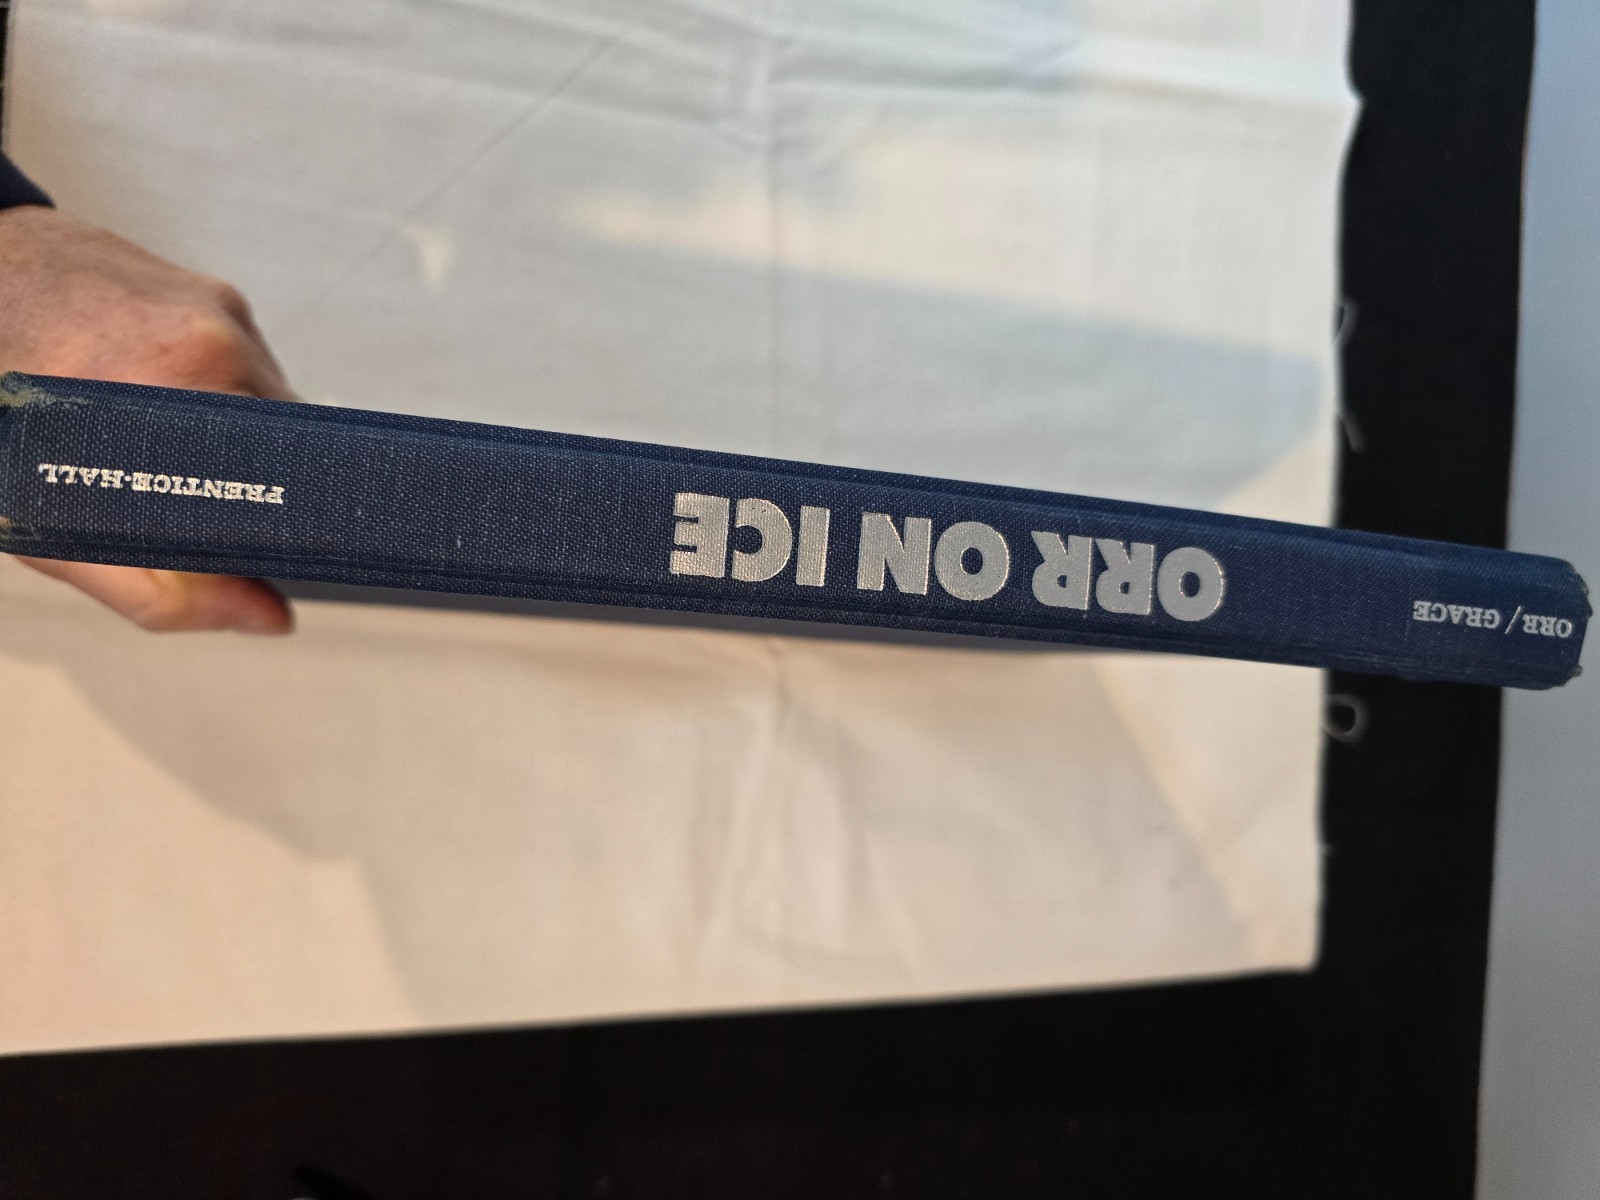 ORR / GRACE
ORR ON ICE
PRENTICE-HALL